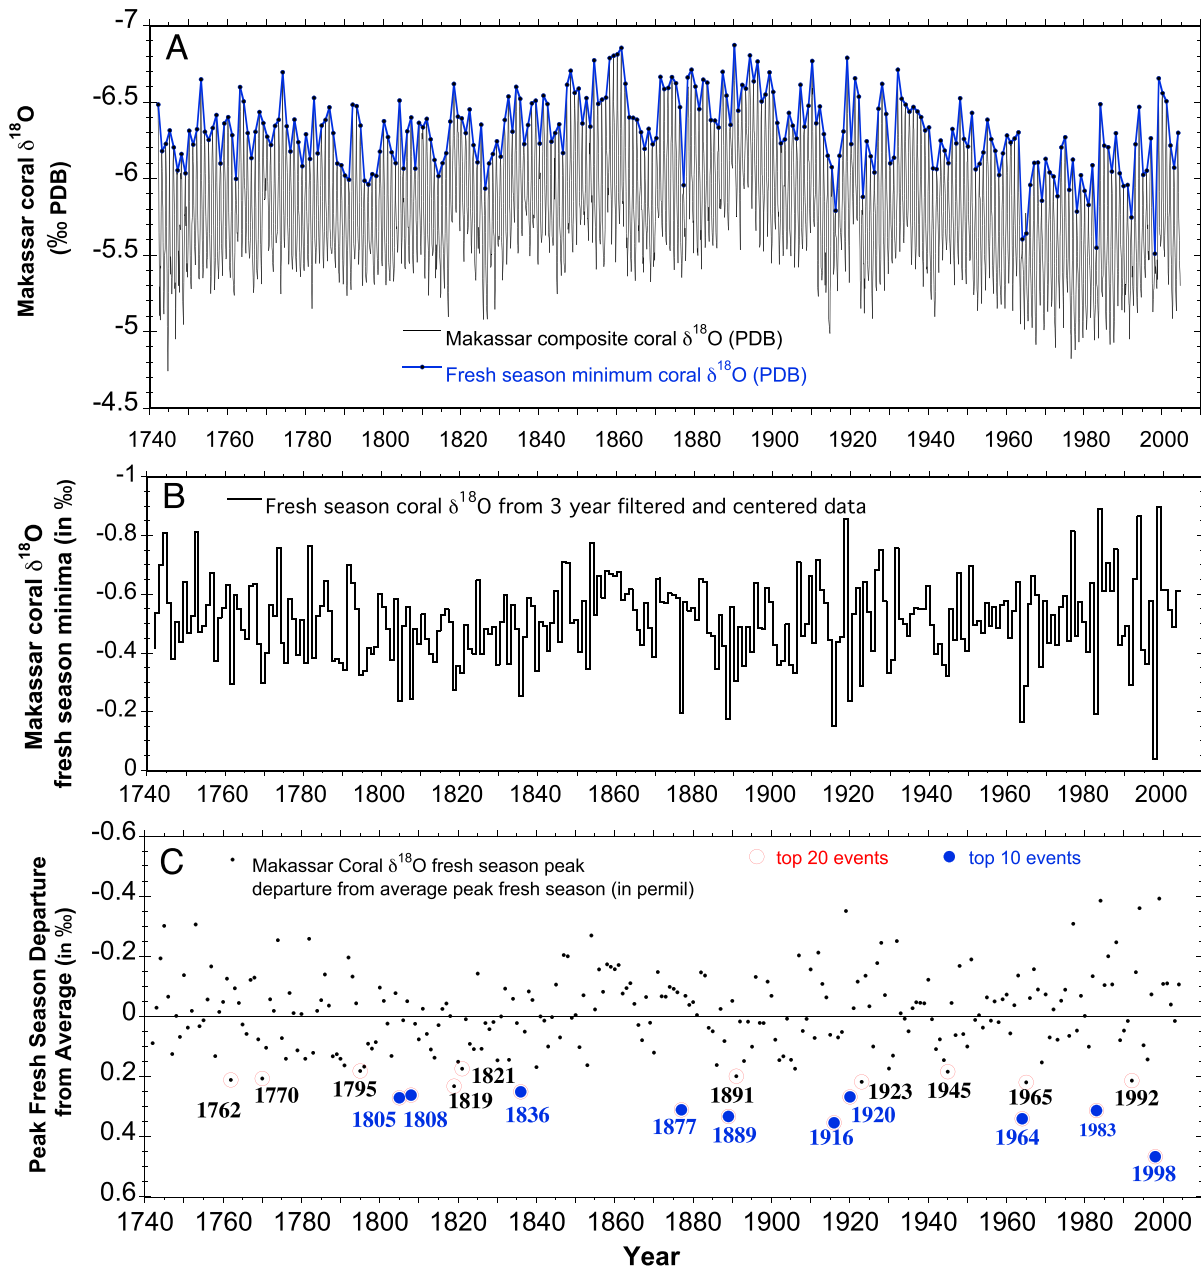 A
Makassar coral δ18O
(‰ PDB)
-7
-6.5
-6
-5.5
-5
-4.5
Makassar composite coral δ18O (PDB)
Fresh season minimum coral δ18O (PDB)
1740 1760 1780 1800 1820 1840 1860 1880 1900 1920 1940 1960 1980 2000
B
Makassar coral δ18O
fresh season minima (in ‰)
-1
-0.8
-0.6
-0.4
-0.2
0
Fresh season coral δ18O from 3 year filtered and centered data
1740 1760 1780 1800 1820 1840 1860 1880 1900 1920 1940 1960 1980 2000
C
Peak Fresh Season Departure
from Average (in ‰)
-0.6
-0.4
-0.2
0
0.2
0.4
0.6
Makassar Coral δ18O fresh season peak
departure from average peak fresh season (in permil)
top 20 events
top 10 events
1762
1770
1795
1805
1808
1819
1821
1836
1877
1889
1891
1916
1920
1923
1945
1964
1965
1983
1992
1998
1740 1760 1780 1800 1820 1840 1860 1880 1900 1920 1940 1960 1980 2000
Year